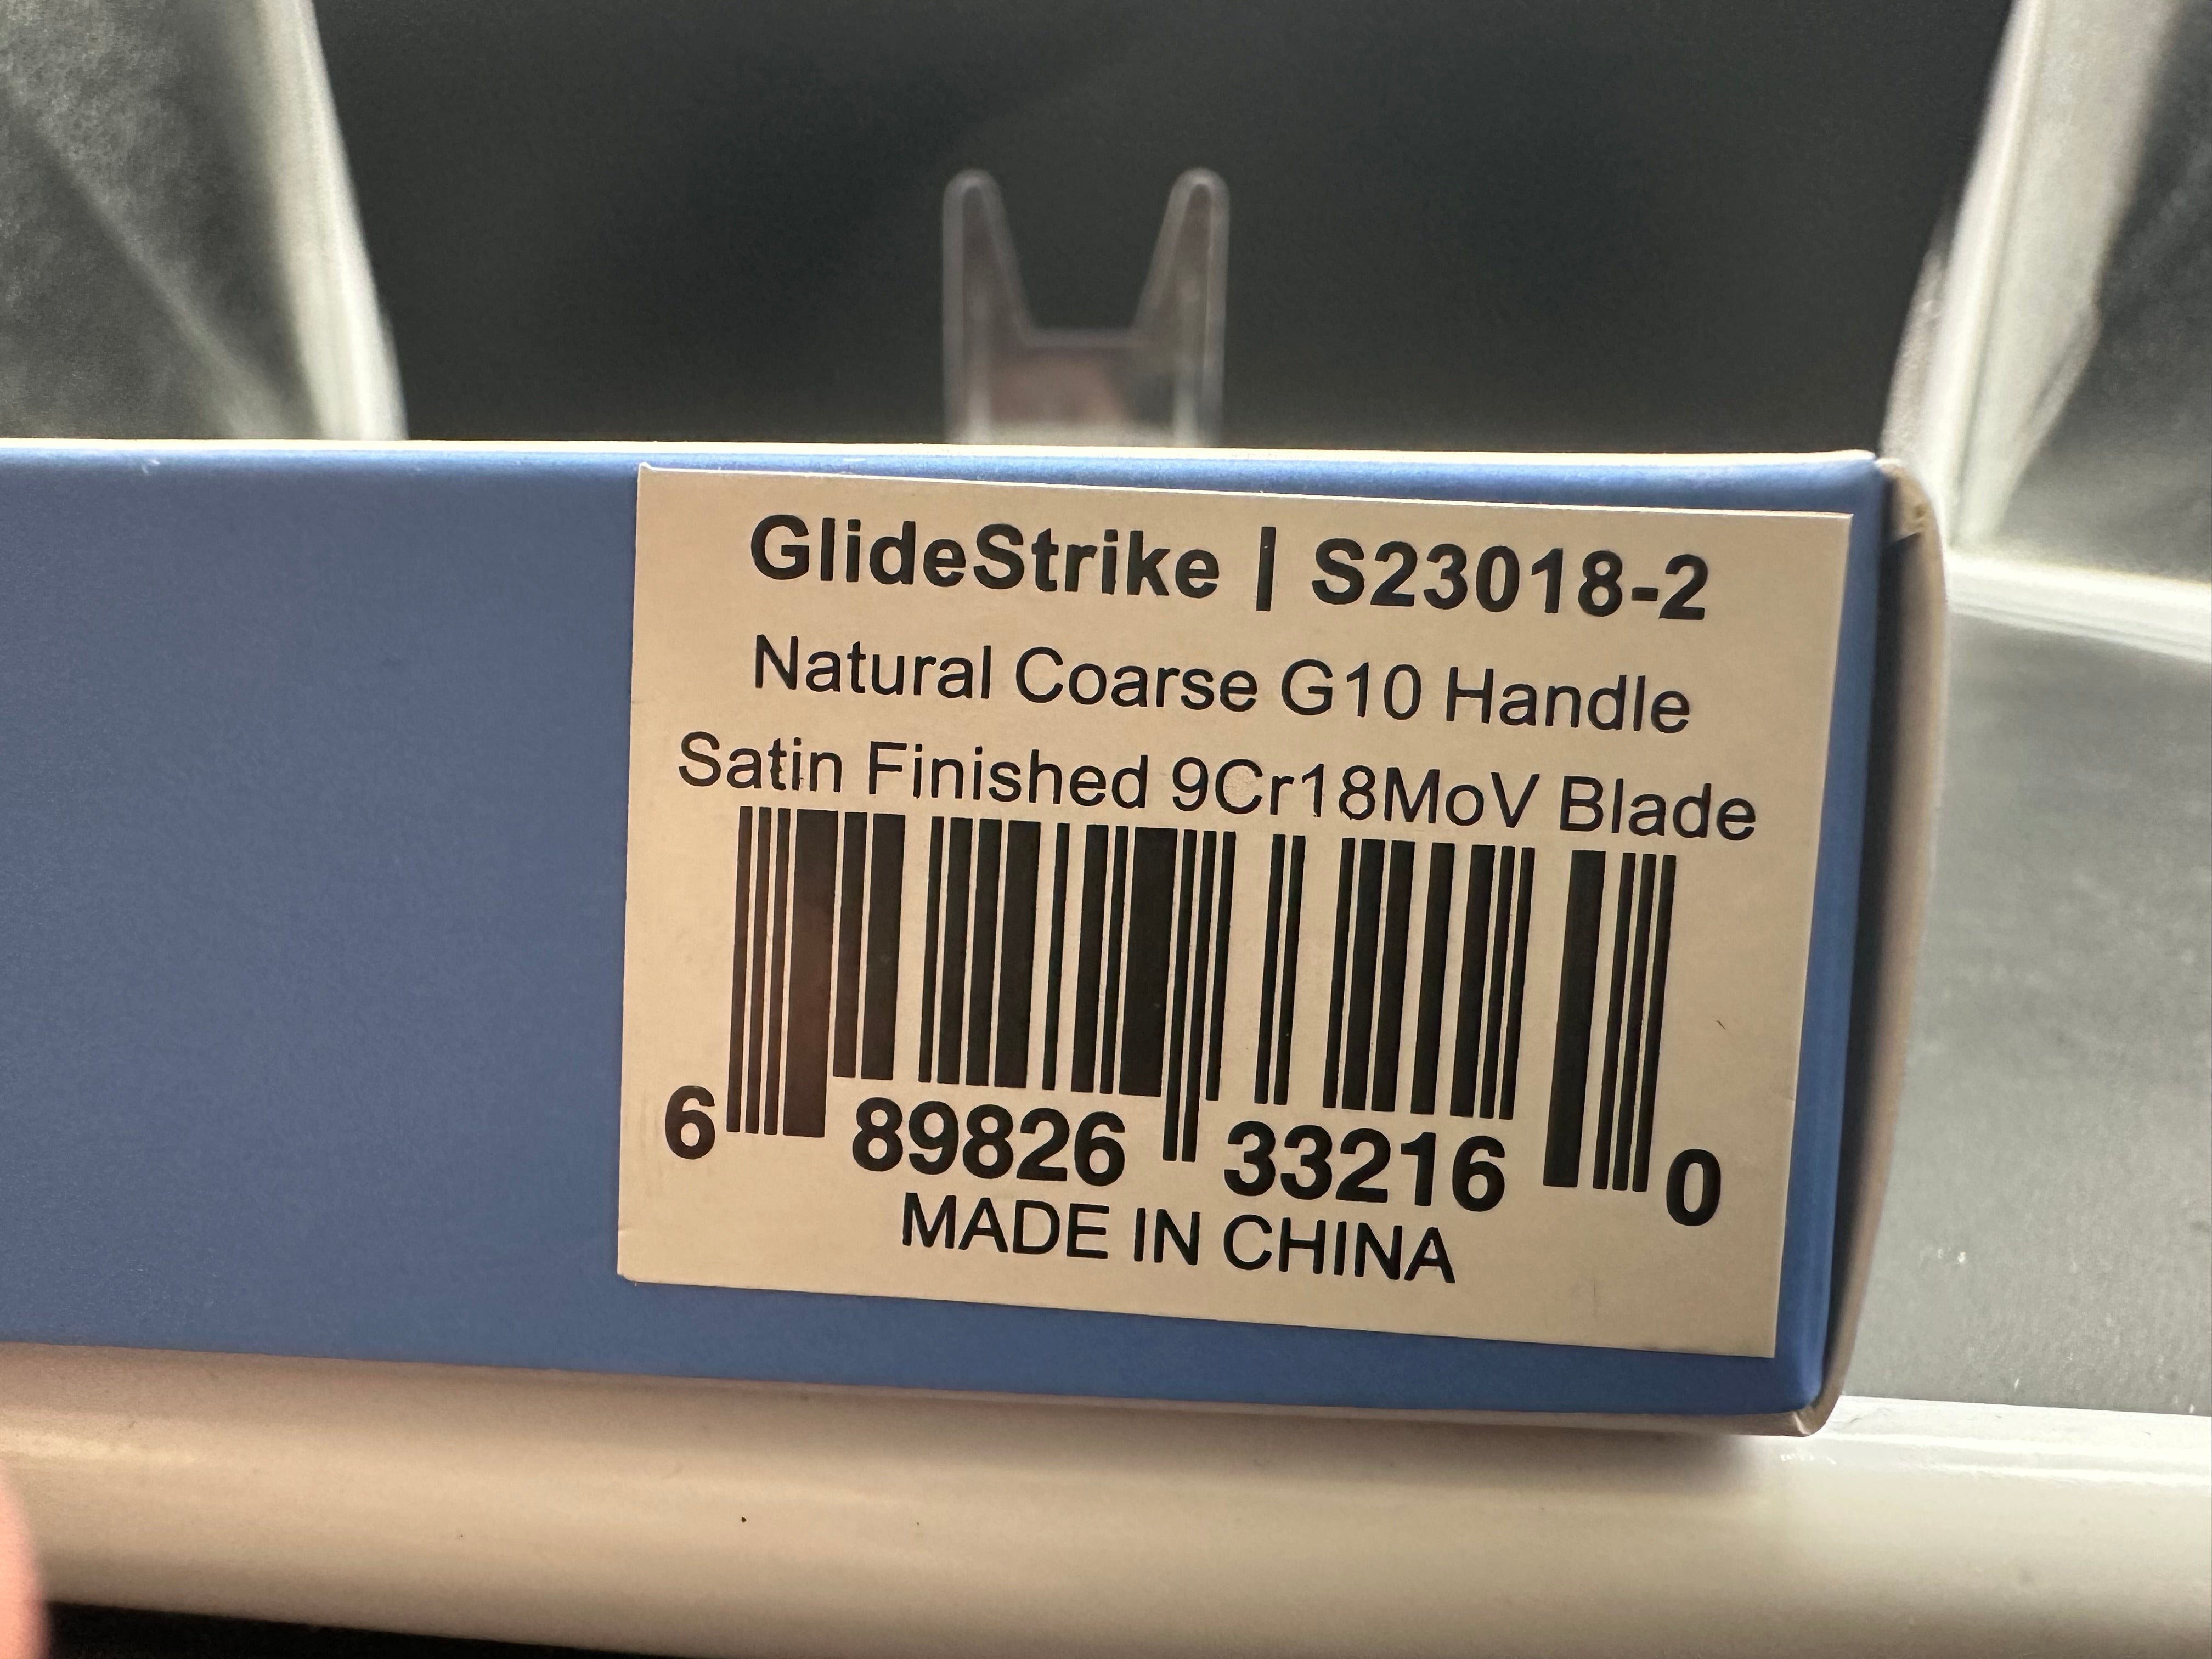 GlideStrike | S23018-2
Natural Coarse G10 Handle
Satin Finished 9Cr18MoV Blade
6 89826 33216 0
MADE IN CHINA